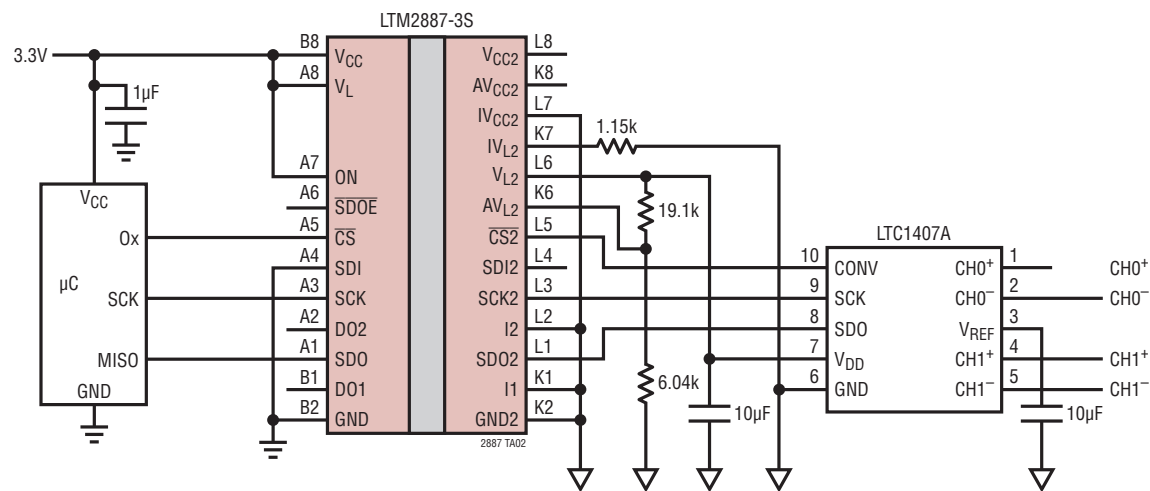 LTM2887-3S
3.3V
1µF
VCC
Ox
µC
SCK
MISO
GND
B8
A8
A7
A6
A5
A4
A3
A2
A1
B1
B2
VCC
VL
ON
SDOE
CS
SDI
SCK
DO2
SDO
DO1
GND
VCC2
AVCC2
IVCC2
IVL2
VL2
AVL2
CS2
SDI2
SCK2
I2
SDO2
I1
GND2
L8
K8
L7
K7
L6
K6
L5
L4
L3
L2
L1
K1
K2
2887 TA02
1.15k
19.1k
6.04k
10µF
LTC1407A
10
9
8
7
6
CONV
SCK
SDO
VDD
GND
CH0+
CH0–
VREF
CH1+
CH1–
1
2
3
4
5
CH0+
CH0–
CH1+
CH1–
10µF